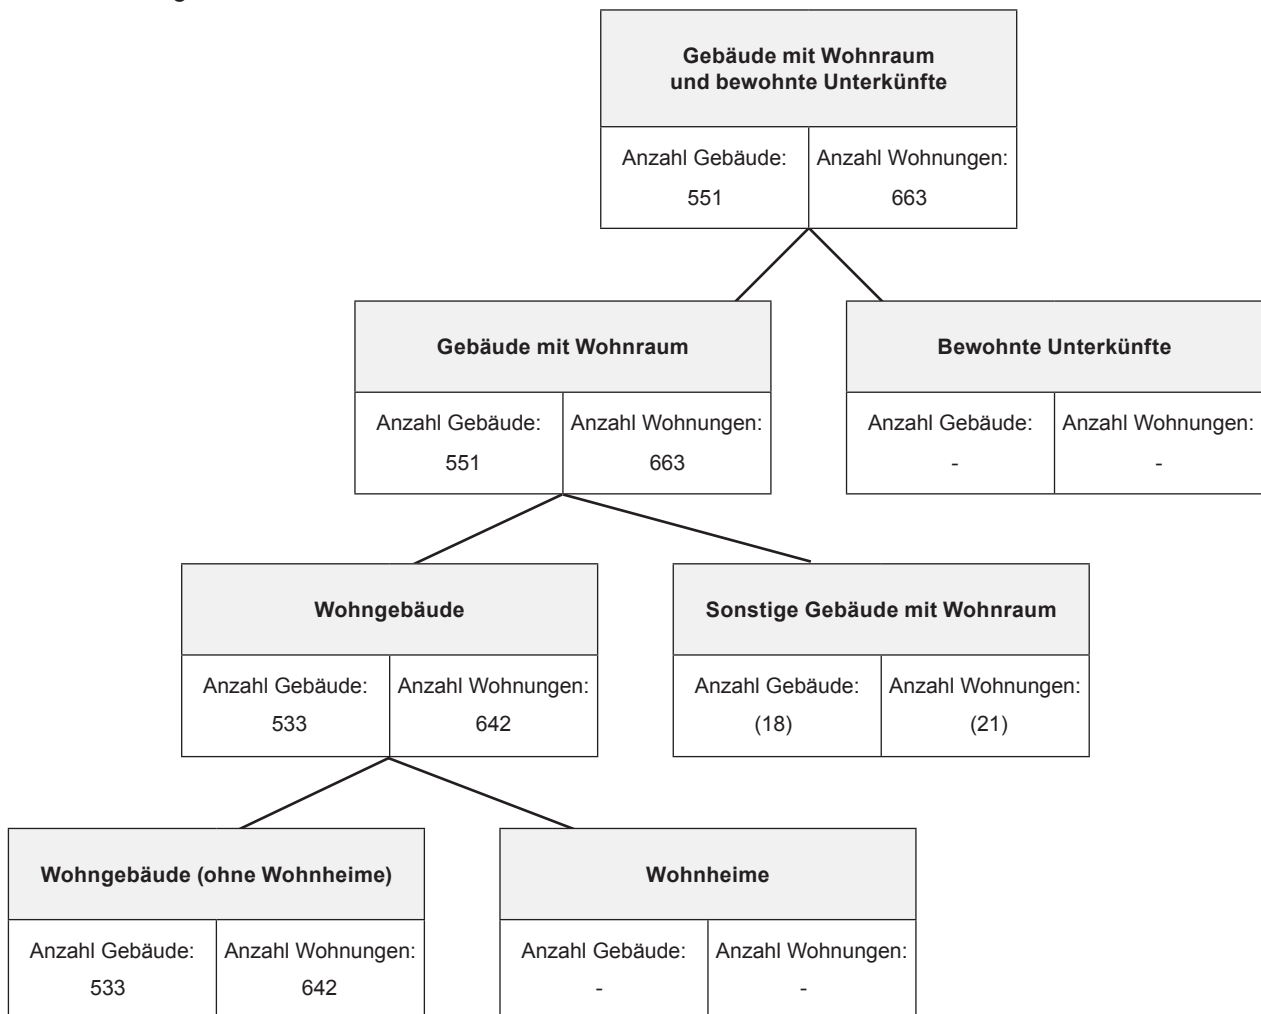 Gebäude mit Wohnraum
und bewohnte Unterkünfte
Anzahl Gebäude: Anzahl Wohnungen:
551 663
Gebäude mit Wohnraum Bewohnte Unterkünfte
Anzahl Gebäude: Anzahl Wohnungen: Anzahl Gebäude: Anzahl Wohnungen:
551 663 - -
Wohngebäude Sonstige Gebäude mit Wohnraum
Anzahl Gebäude: Anzahl Wohnungen: Anzahl Gebäude: Anzahl Wohnungen:
533 642 (18) (21)
Wohngebäude (ohne Wohnheime) Wohnheime
Anzahl Gebäude: Anzahl Wohnungen: Anzahl Gebäude: Anzahl Wohnungen:
533 642 - -